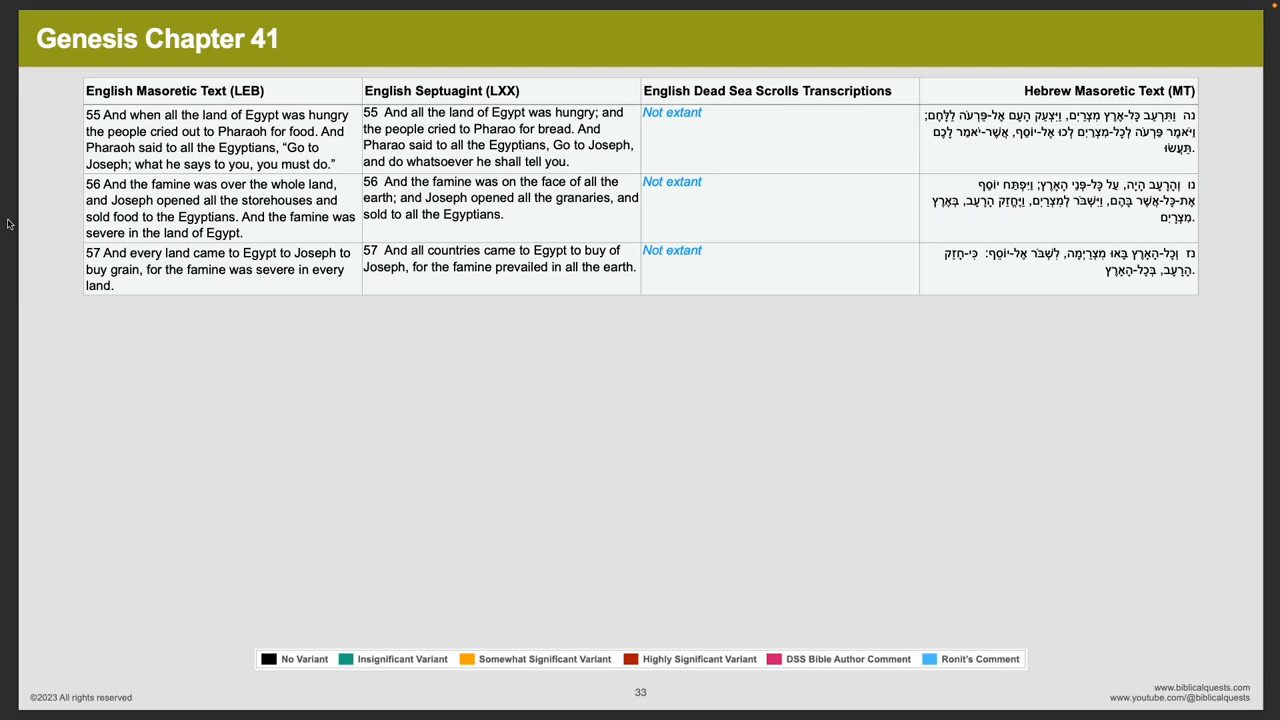 Genesis Chapter 41
English Masoretic Text (LEB)
English Septuagint (LXX)
English Dead Sea Scrolls Transcriptions
Hebrew Masoretic Text (MT)
55 And when all the land of Egypt was hungry
the people cried out to Pharaoh for food. And
Pharaoh said to all the Egyptians, “Go to
Joseph; what he says to you, you must do.”
55 And all the land of Egypt was hungry; and
the people cried to Pharao for bread. And
Pharao said to all the Egyptians, Go to Joseph,
and do whatsoever he shall tell you.
Not extant
נה וַתִּרְעַב כָּל-אֶרֶץ מִצְרַיִם, וַיִּצְעַק הָעָם אֶל-פַּרְעֹה לַלָּחֶם;
וַיֹּאמֶר פַּרְעֹה לְכָל-מִצְרַיִם לְכוּ אֶל-יוֹסֵף, אֲשֶׁר-יֹאמַר לָכֶם
תַּעֲשׂוּ.
56 And the famine was over the whole land,
and Joseph opened all the storehouses and
sold food to the Egyptians. And the famine was
severe in the land of Egypt.
56 And the famine was on the face of all the
earth; and Joseph opened all the granaries, and
sold to all the Egyptians.
Not extant
נו וְהָרָעָב הָיָה, עַל כָּל-פְּנֵי הָאָרֶץ; וַיִּפְתַּח יוֹסֵף
אֶת-כָּל-אֲשֶׁר בָּהֶם, וַיִּשְׁבֹּר לְמִצְרַיִם, וַיֶּחֱזַק הָרָעָב, בְּאֶרֶץ
מִצְרָיִם.
57 And every land came to Egypt to Joseph to
buy grain, for the famine was severe in every
land.
57 And all countries came to Egypt to buy of
Joseph, for the famine prevailed in all the earth.
Not extant
נז וְכָל-הָאָרֶץ בָּאוּ מִצְרַיְמָה, לִשְׁבֹּר אֶל-יוֹסֵף: כִּי-חָזַק
הָרָעָב, בְּכָל-הָאָרֶץ.
No Variant
Insignificant Variant
Somewhat Significant Variant
Highly Significant Variant
DSS Bible Author Comment
Ronit's Comment
©2023 All rights reserved
33
www.biblicalquests.com
www.youtube.com/@biblicalquests